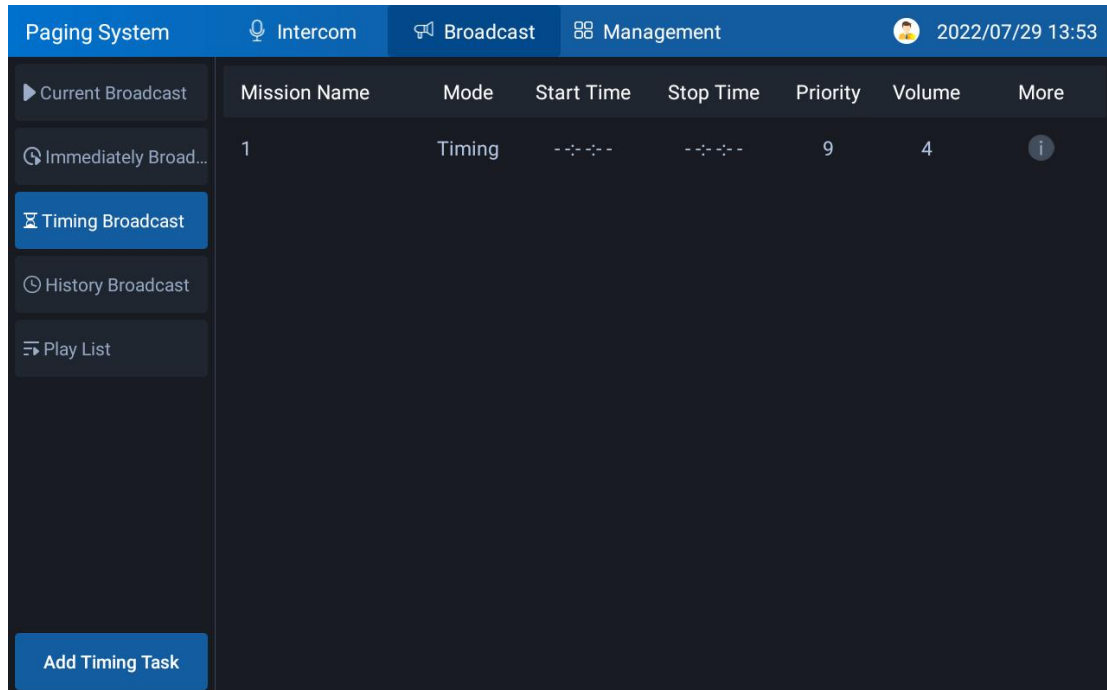 Paging System Intercom Broadcast Management 2022/07/29 13:53
Current Broadcast
Immediately Broad...
Timing Broadcast
History Broadcast
Play List
Add Timing Task
Mission Name Mode Start Time Stop Time Priority Volume More
1 Timing --:--:-- --:--:-- 9 4